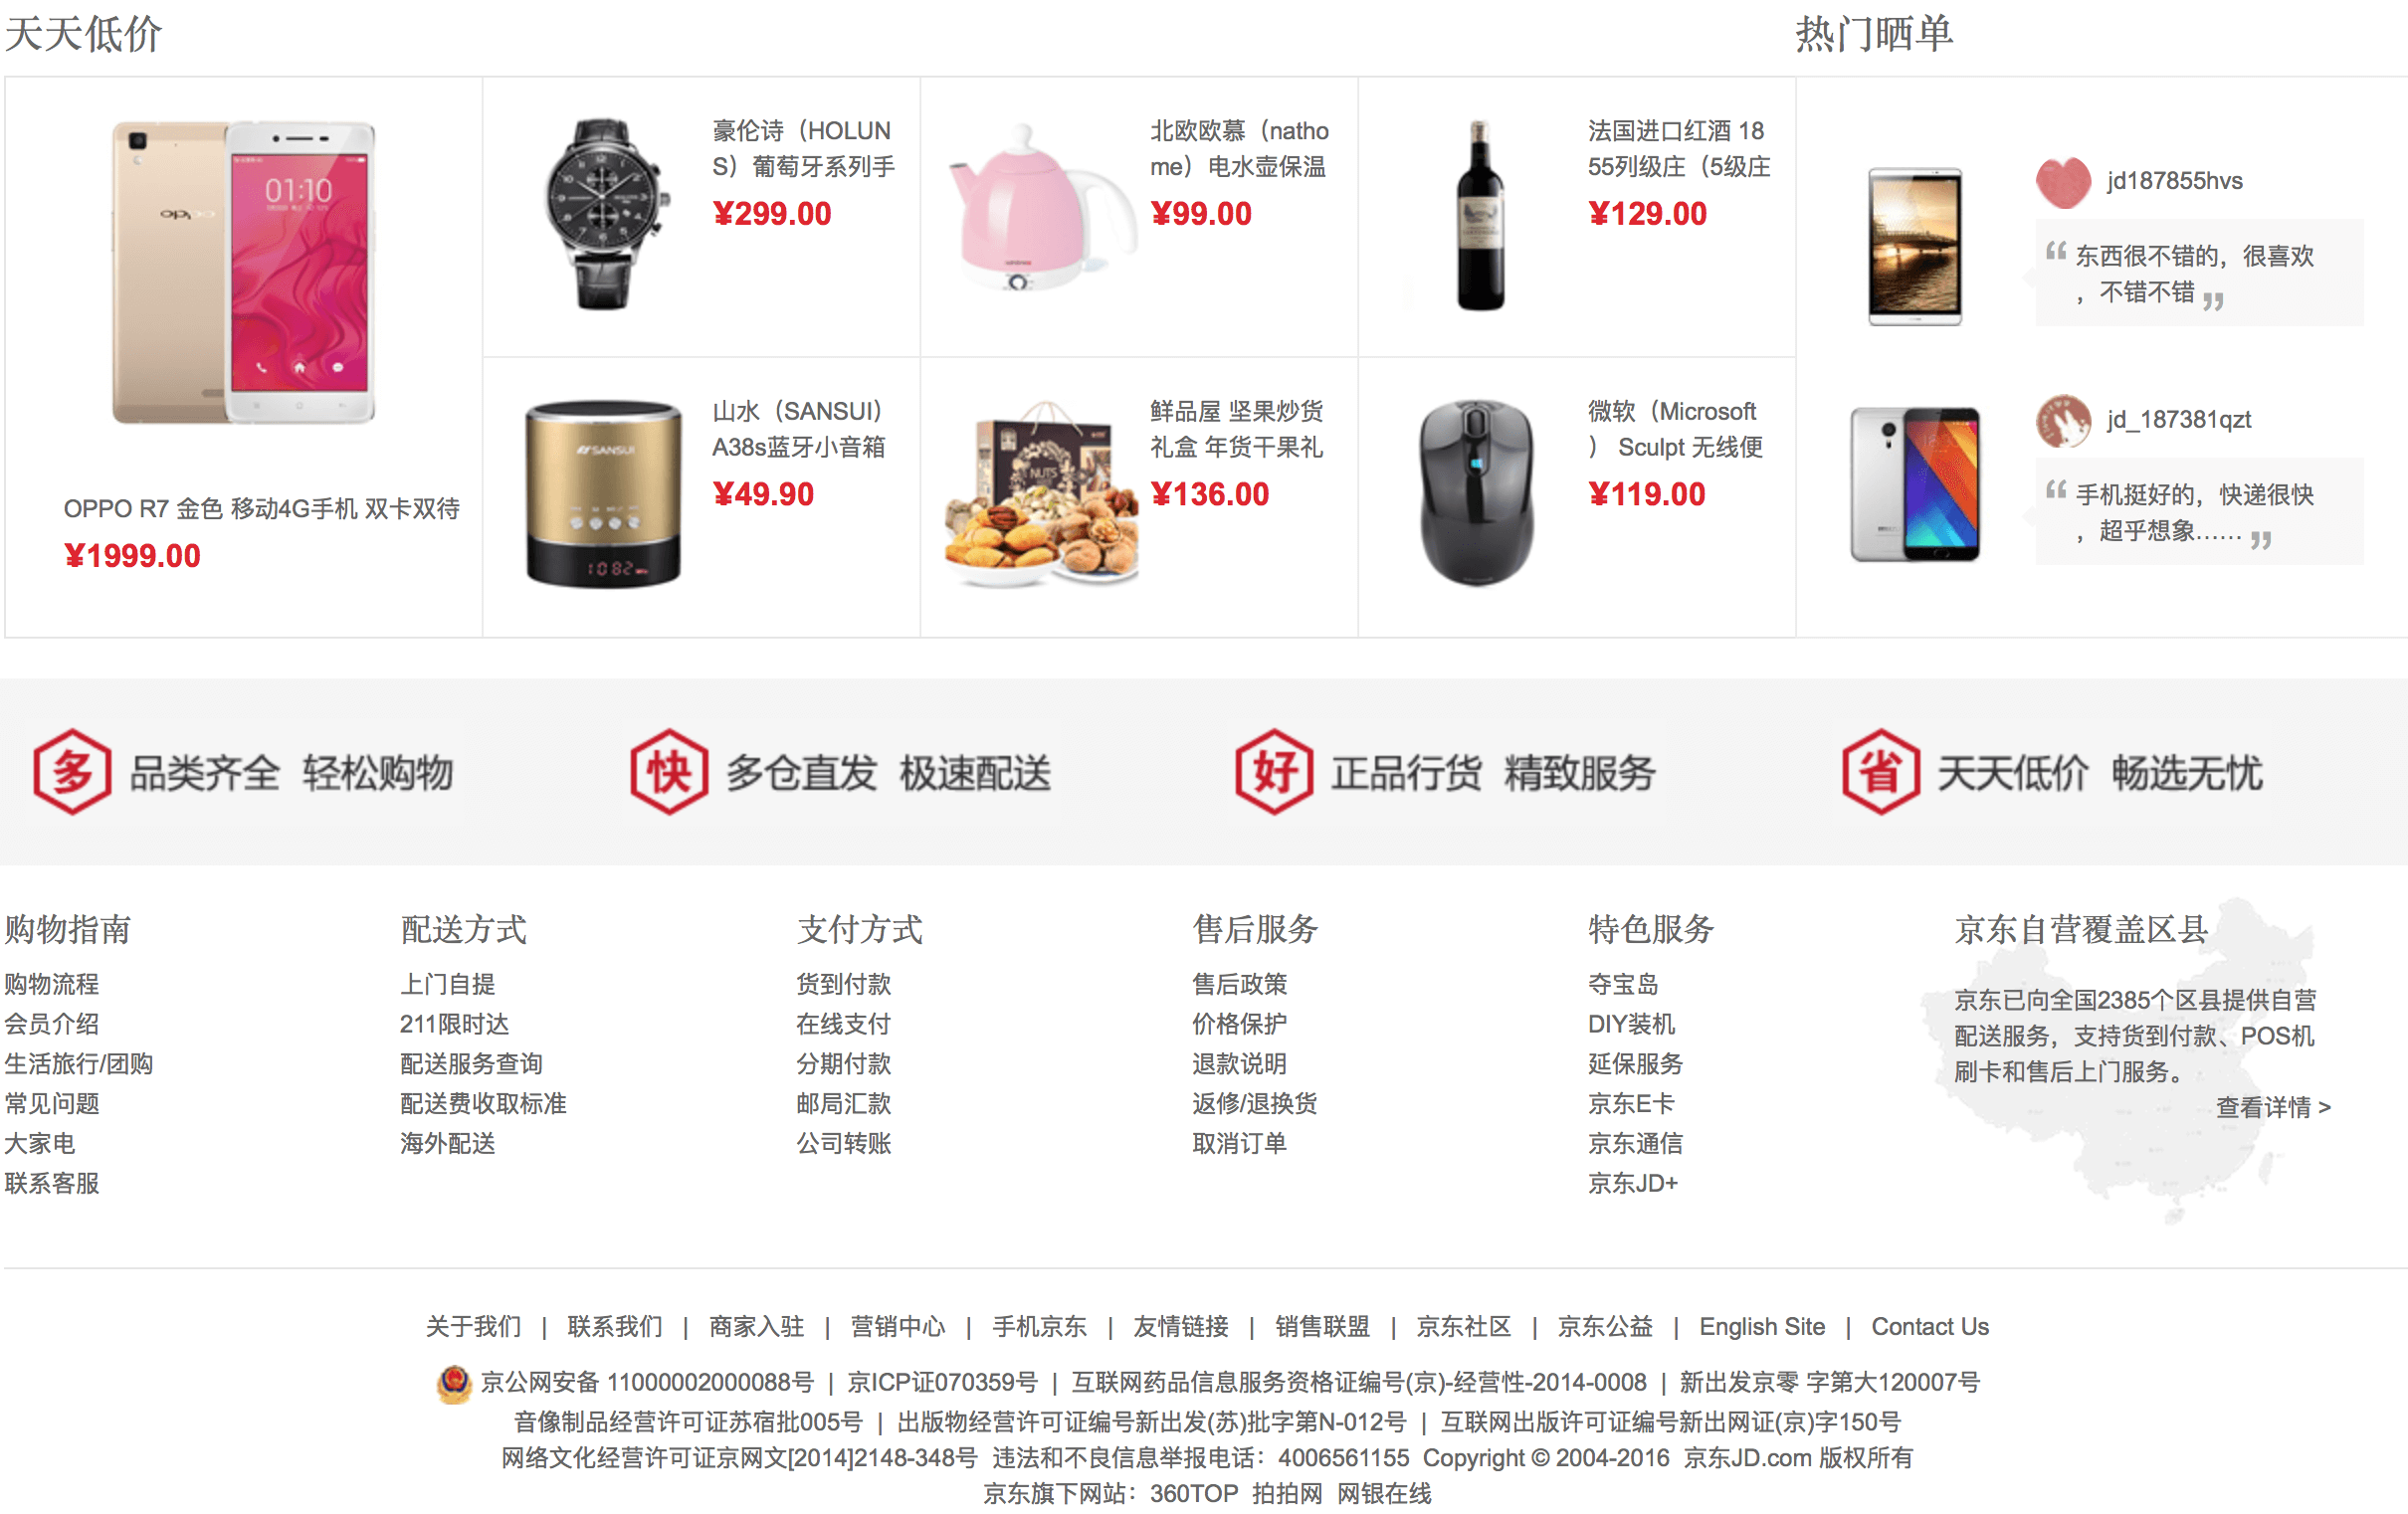 天天低价
热门晒单
OPPO R7 金色 移动4G手机 双卡双待
¥1999.00
豪伦诗（HOLUN
S）葡萄牙系列手
¥299.00
北欧欧慕（natho
me）电水壶保温
¥99.00
法国进口红酒 18
55列级庄（5级庄
¥129.00
山水（SANSUI）
A38s蓝牙小音箱
¥49.90
鲜品屋 坚果炒货
礼盒 年货干果礼
¥136.00
微软（Microsoft
） Sculpt 无线便
¥119.00
oppo
01:10
SANSUI
1082
NUTS
jd187855hvs
“ 东西很不错的，很喜欢
，不错不错 ”
jd_187381qzt
“ 手机挺好的，快递很快
，超乎想象…… ”
多 品类齐全 轻松购物
快 多仓直发 极速配送
好 正品行货 精致服务
省 天天低价 畅选无忧
购物指南
购物流程
会员介绍
生活旅行/团购
常见问题
大家电
联系客服
配送方式
上门自提
211限时达
配送服务查询
配送费收取标准
海外配送
支付方式
货到付款
在线支付
分期付款
邮局汇款
公司转账
售后服务
售后政策
价格保护
退款说明
返修/退换货
取消订单
特色服务
夺宝岛
DIY装机
延保服务
京东E卡
京东通信
京东JD+
京东自营覆盖区县
京东已向全国2385个区县提供自营
配送服务，支持货到付款、POS机
刷卡和售后上门服务。
查看详情 >
关于我们 | 联系我们 | 商家入驻 | 营销中心 | 手机京东 | 友情链接 | 销售联盟 | 京东社区 | 京东公益 | English Site | Contact Us
京公网安备 11000002000088号 | 京ICP证070359号 | 互联网药品信息服务资格证编号(京)-经营性-2014-0008 | 新出发京零 字第大120007号
音像制品经营许可证苏宿批005号 | 出版物经营许可证编号新出发(苏)批字第N-012号 | 互联网出版许可证编号新出网证(京)字150号
网络文化经营许可证京网文[2014]2148-348号 违法和不良信息举报电话：4006561155 Copyright © 2004-2016 京东JD.com 版权所有
京东旗下网站：360TOP 拍拍网 网银在线